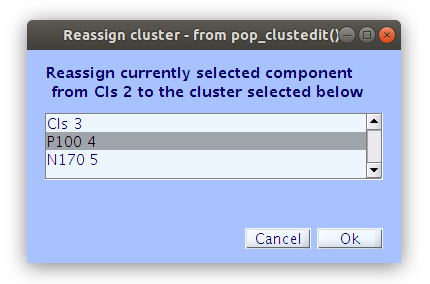 Reassign cluster - from pop_clustedit()
Reassign currently selected component
from Cls 2 to the cluster selected below
Cls 3
P100 4
N170 5
Cancel
Ok